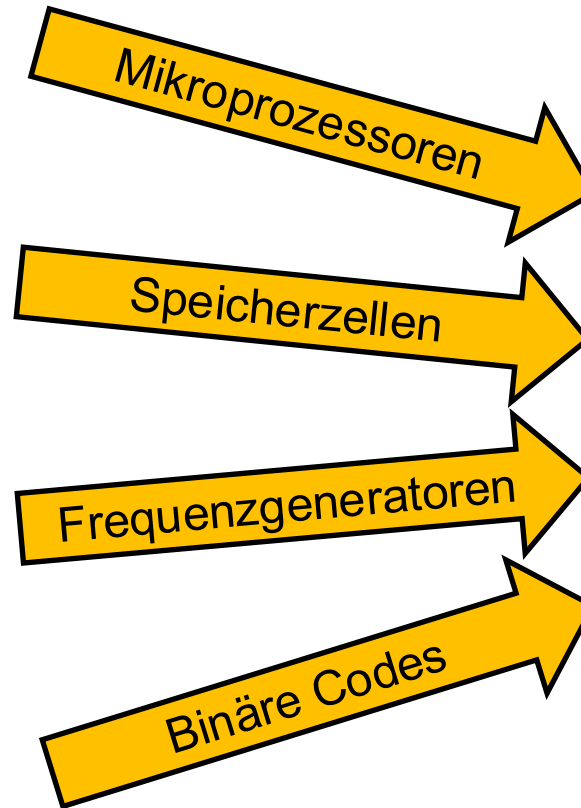 Mikroprozessoren
Speicherzellen
Frequenzgeneratoren
Binäre Codes